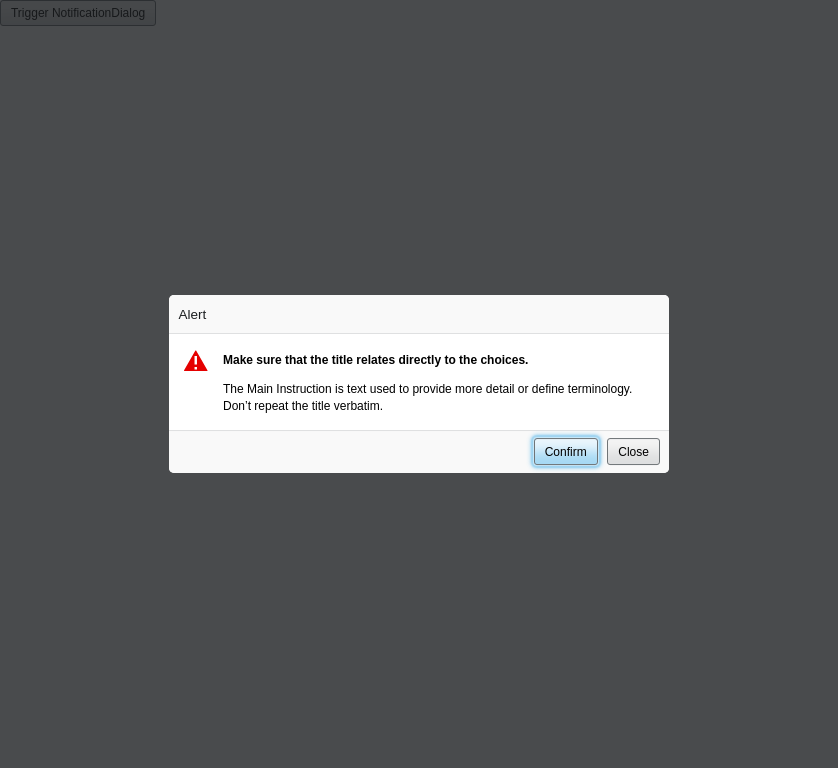 Trigger NotificationDialog
Alert
Make sure that the title relates directly to the choices.
The Main Instruction is text used to provide more detail or define terminology.
Don’t repeat the title verbatim.
Confirm Close